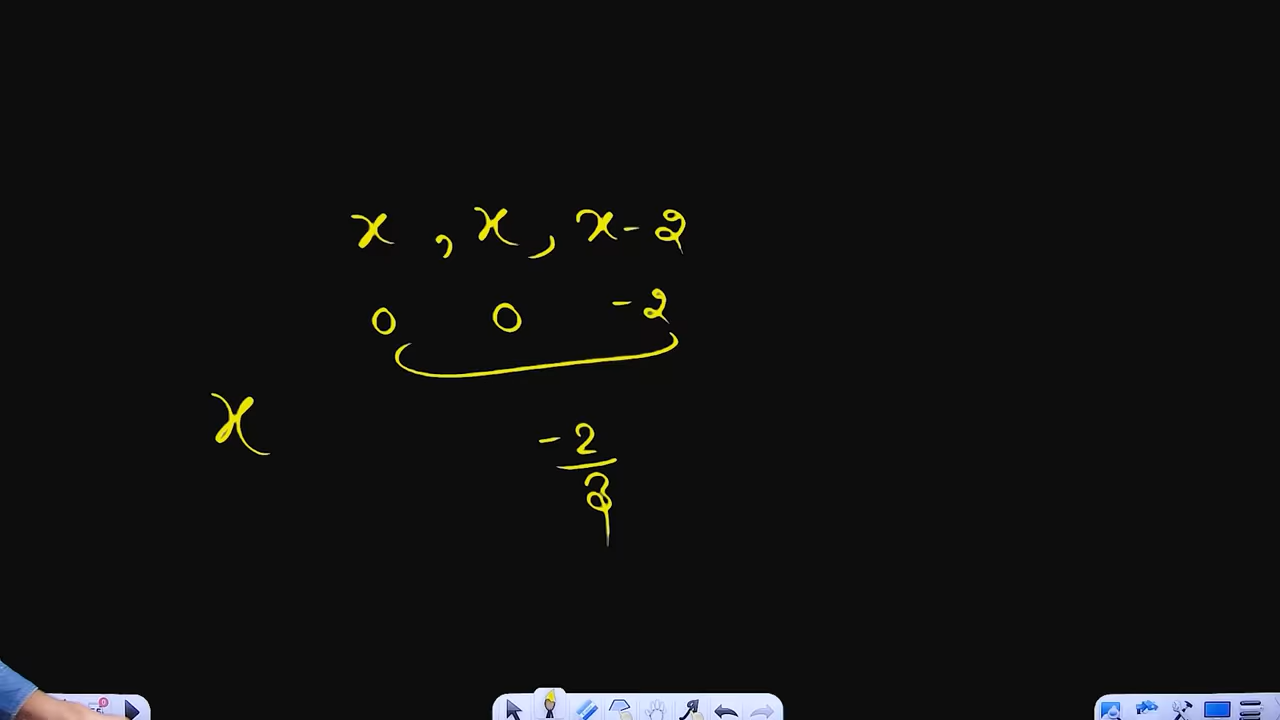 x , x , x - 2
0 0 - 2
x
- 2
3